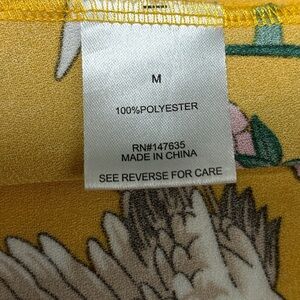 M
100%POLYESTER
RN#147635
MADE IN CHINA
SEE REVERSE FOR CARE